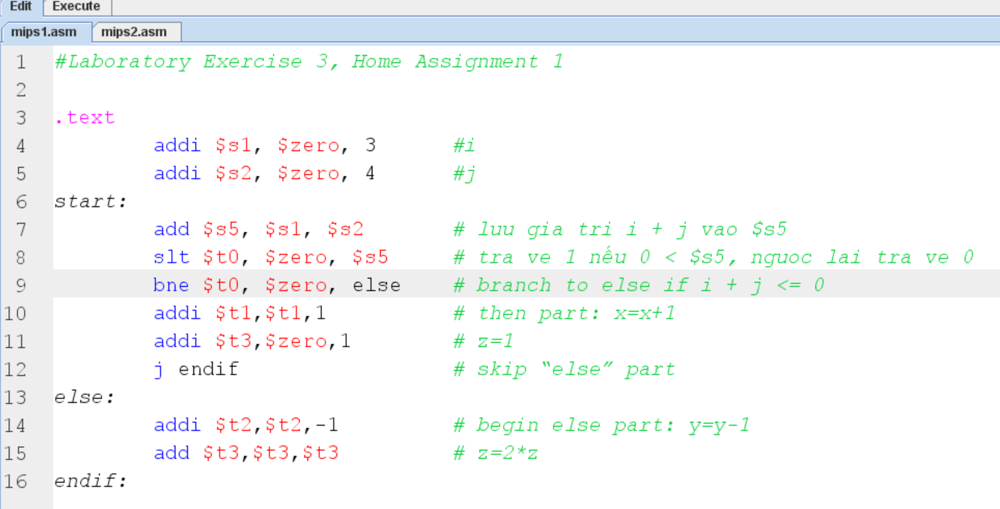 Edit Execute
mips1.asm mips2.asm
1 #Laboratory Exercise 3, Home Assignment 1
2
3 .text
4 addi $s1, $zero, 3 #i
5 addi $s2, $zero, 4 #j
6 start:
7 add $s5, $s1, $s2 # luu gia tri i + j vao $s5
8 slt $t0, $zero, $s5 # tra ve 1 nếu 0 < $s5, nguoc lai tra ve 0
9 bne $t0, $zero, else # branch to else if i + j <= 0
10 addi $t1,$t1,1 # then part: x=x+1
11 addi $t3,$zero,1 # z=1
12 j endif # skip “else” part
13 else:
14 addi $t2,$t2,-1 # begin else part: y=y-1
15 add $t3,$t3,$t3 # z=2*z
16 endif: